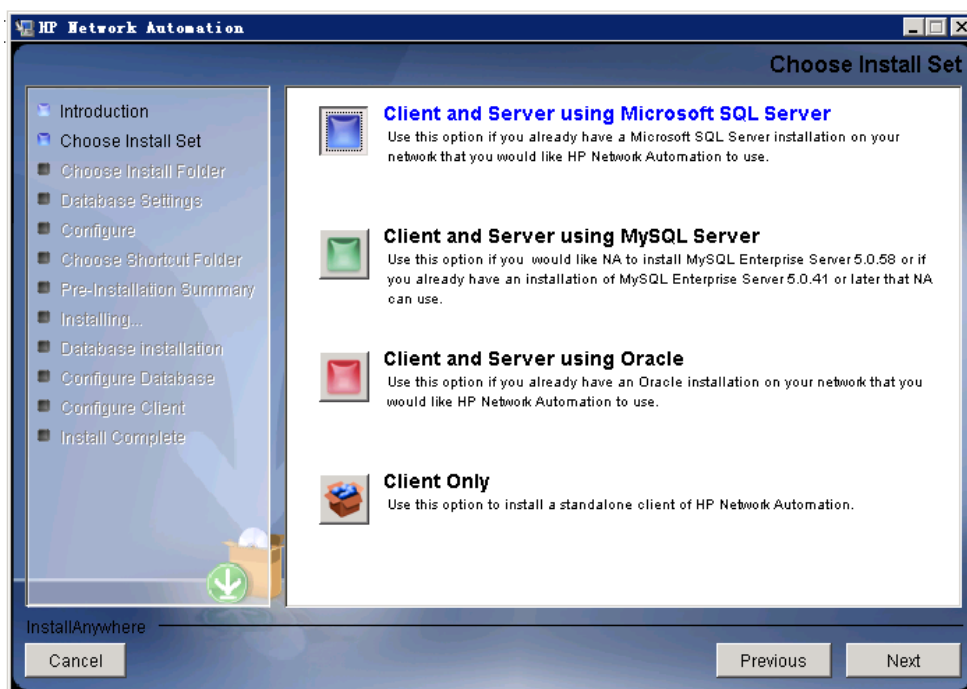 HP Network Automation
Choose Install Set
Introduction
Choose Install Set
Choose Install Folder
Database Settings
Configure
Choose Shortcut Folder
Pre-Installation Summary
Installing...
Database Installation
Configure Database
Configure Client
Install Complete
Client and Server using Microsoft SQL Server
Use this option if you already have a Microsoft SQL Server installation on your
network that you would like HP Network Automation to use.
Client and Server using MySQL Server
Use this option if you would like NA to install MySQL Enterprise Server 5.0.58 or if
you already have an installation of MySQL Enterprise Server 5.0.41 or later that NA
can use.
Client and Server using Oracle
Use this option if you already have an Oracle installation on your network that you
would like HP Network Automation to use.
Client Only
Use this option to install a standalone client of HP Network Automation.
InstallAnywhere
Cancel
Previous
Next